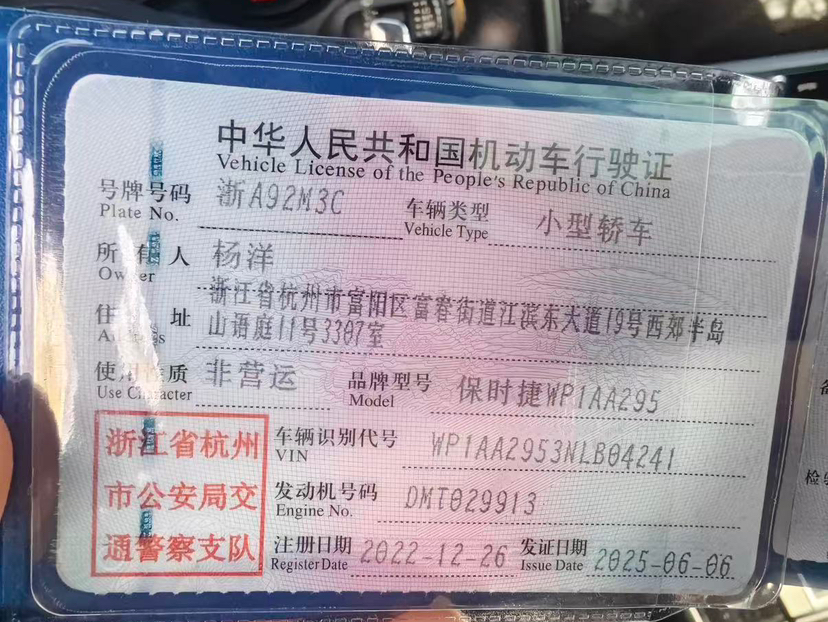 中华人民共和国机动车行驶证
Vehicle License of the People's Republic of China
号牌号码 浙A92M3C 车辆类型 小型轿车
Plate No. Vehicle Type
所有人 杨洋
Owner
住址 浙江省杭州市富阳区富春街道江滨东大道19号西郊半岛
Address 山语庭11号3307室
使用性质 非营运 品牌型号 保时捷WP1AA295
Use Character Model
浙江省杭州 车辆识别代号 WP1AA2953NLB04241
VIN
市公安局交 发动机号码 DMT029913
Engine No.
通警察支队 注册日期 2022-12-26 发证日期 2025-06-06
Register Date Issue Date